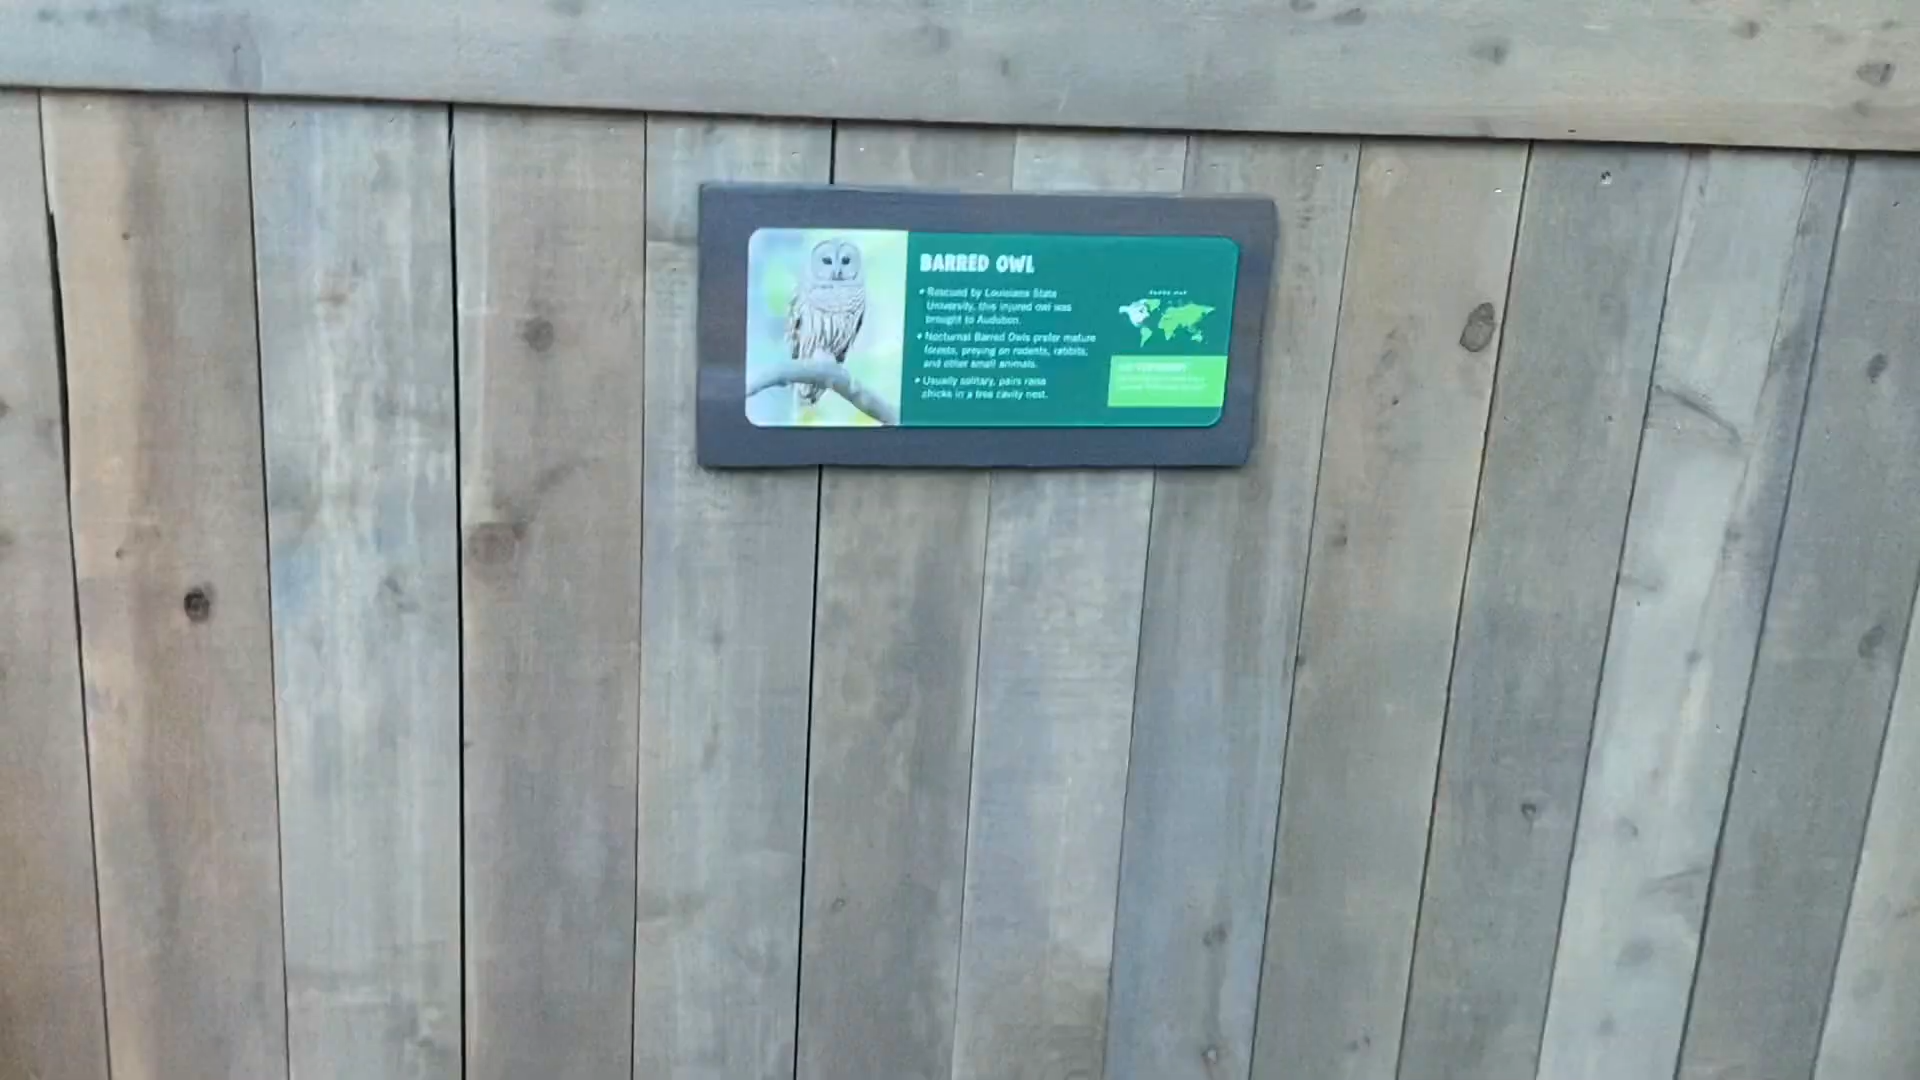 BARRED OWL
• Rescued by Louisiana State
University, this injured owl was
brought to Audubon.
• Nocturnal Barred Owls prefer mature
forests, preying on rodents, rabbits,
and other small animals.
• Usually solitary, pairs raise
chicks in a tree cavity nest.